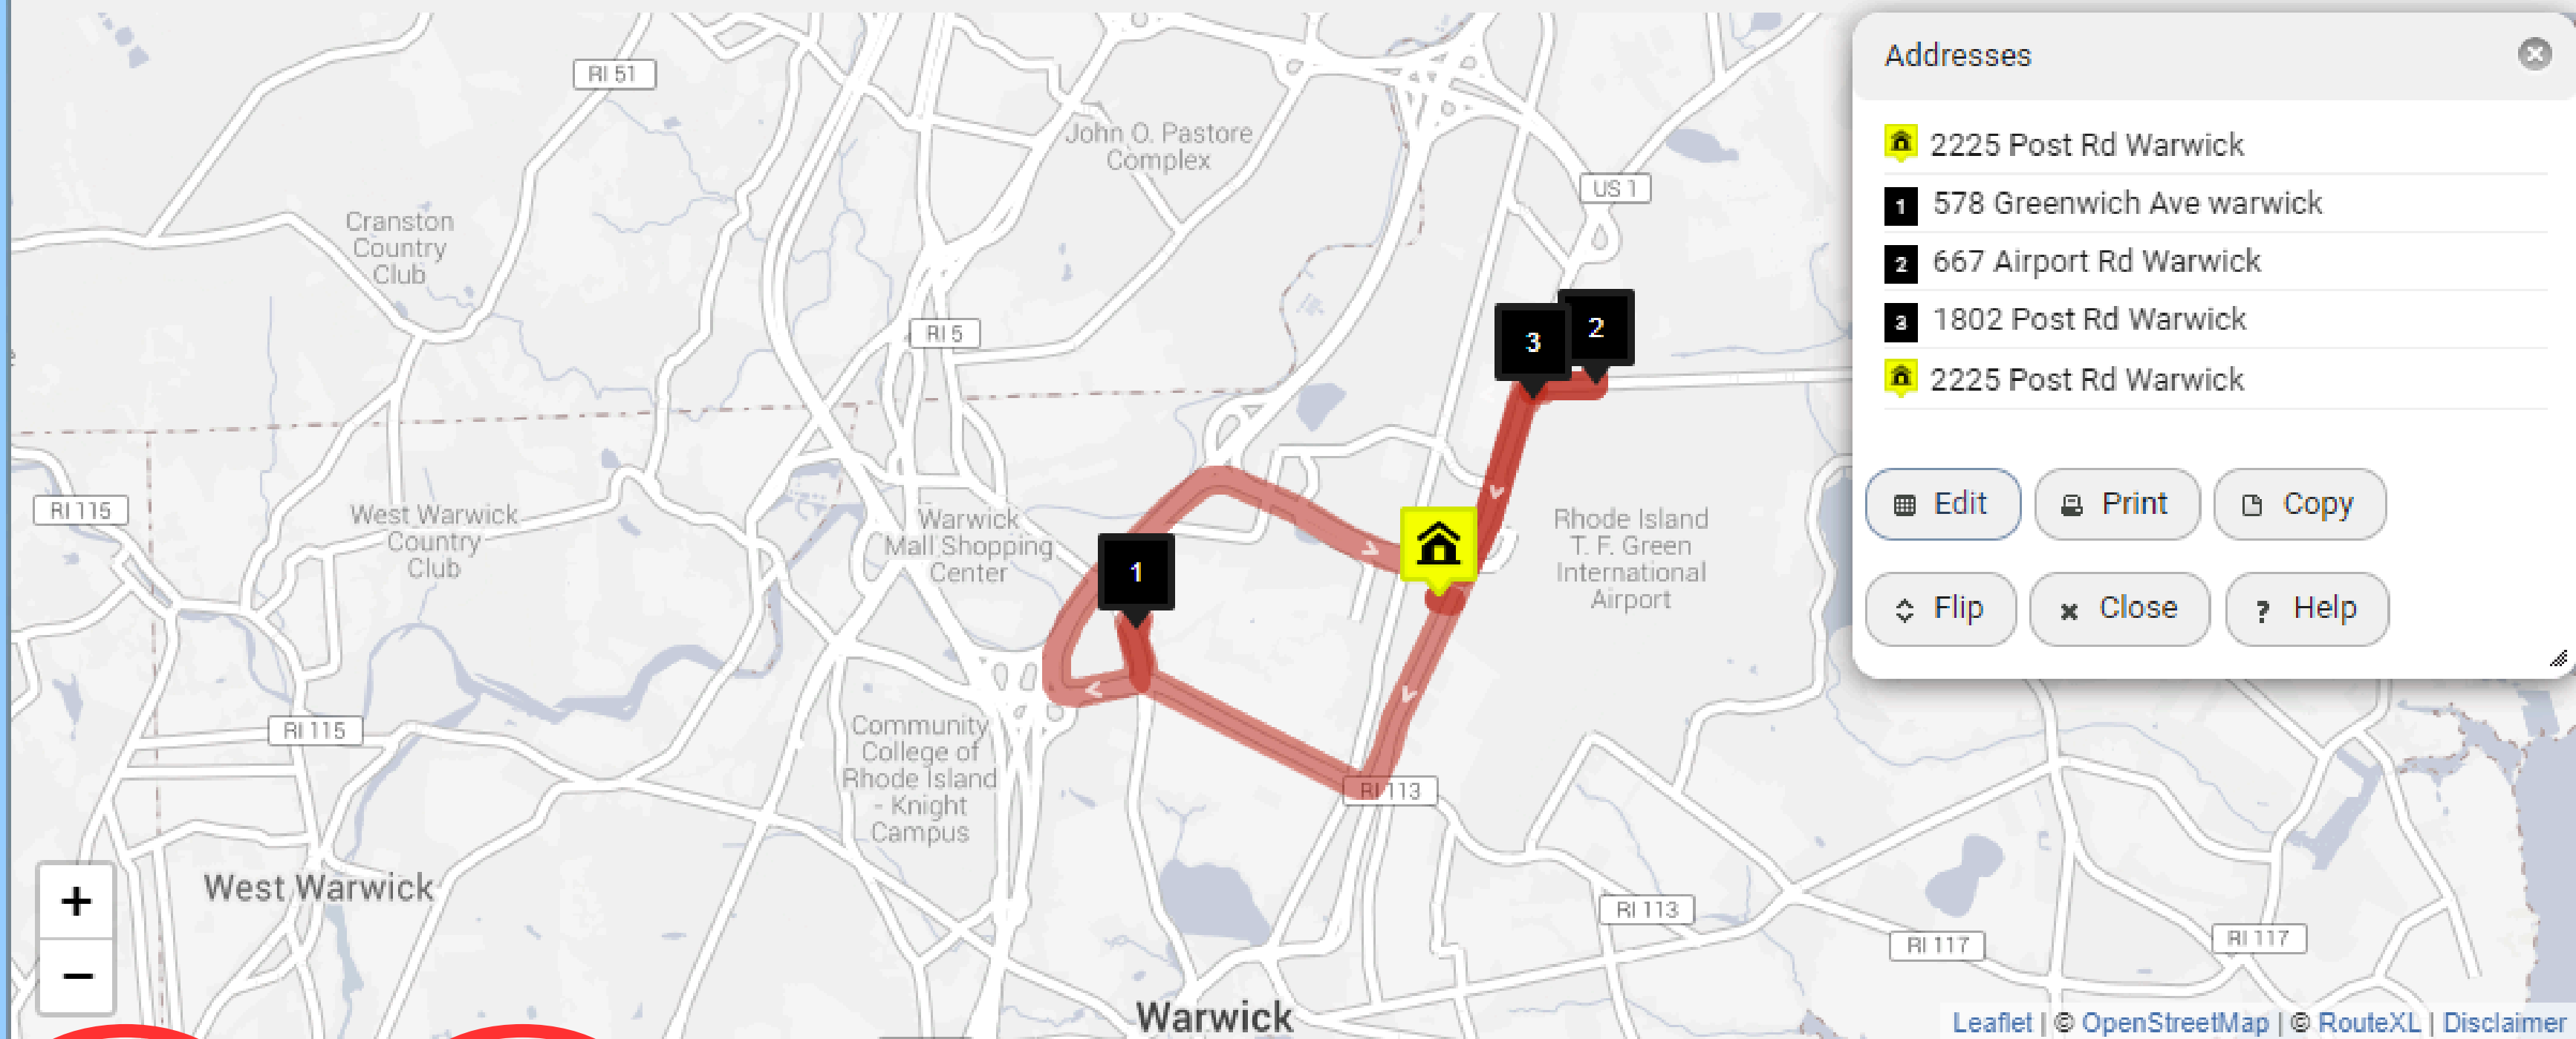 RI 51
John O. Pastore
Complex
US 1
Cranston
Country
Club
RI 5
3
2
RI 115
West Warwick
Country
Club
Warwick
Mall Shopping
Center
1
Rhode Island
T. F. Green
International
Airport
RI 115
Community
College of
Rhode Island
- Knight
Campus
RI 113
West Warwick
RI 113
RI 117
RI 117
Warwick
+
−
Addresses
2225 Post Rd Warwick
1 578 Greenwich Ave warwick
2 667 Airport Rd Warwick
3 1802 Post Rd Warwick
2225 Post Rd Warwick
Edit Print Copy
Flip Close ? Help
Leaflet | © OpenStreetMap | © RouteXL | Disclaimer